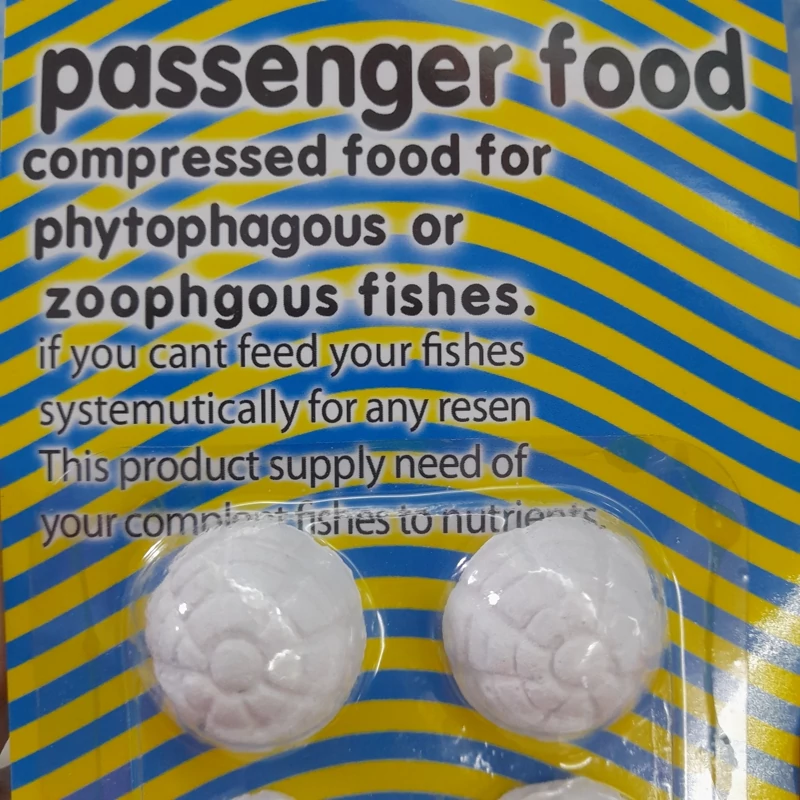 passenger food
compressed food for
phytophagous or
zoophgous fishes.
if you cant feed your fishes
systemutically for any resen
This product supply need of
your compleat fishes to nutrients.